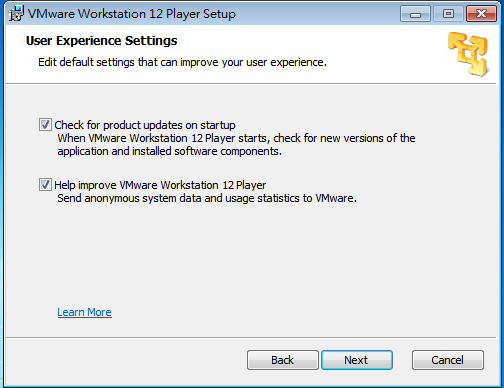 VMware Workstation 12 Player Setup
User Experience Settings
Edit default settings that can improve your user experience.
Check for product updates on startup
When VMware Workstation 12 Player starts, check for new versions of the
application and installed software components.
Help improve VMware Workstation 12 Player
Send anonymous system data and usage statistics to VMware.
Learn More
Back
Next
Cancel